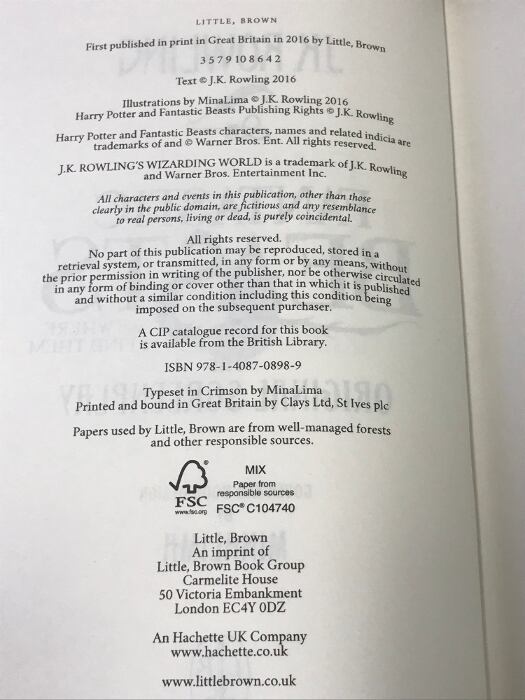 LITTLE, BROWN
First published in print in Great Britain in 2016 by Little, Brown
3 5 7 9 10 8 6 4 2
Text © J.K. Rowling 2016
Illustrations by MinaLima © J.K. Rowling 2016
Harry Potter and Fantastic Beasts Publishing Rights © J.K. Rowling
Harry Potter and Fantastic Beasts characters, names and related indicia are
trademarks of and © Warner Bros. Ent. All rights reserved.
J.K. ROWLING'S WIZARDING WORLD is a trademark of J.K. Rowling
and Warner Bros. Entertainment Inc.
All characters and events in this publication, other than those
clearly in the public domain, are fictitious and any resemblance
to real persons, living or dead, is purely coincidental.
All rights reserved.
No part of this publication may be reproduced, stored in a
retrieval system, or transmitted, in any form or by any means, without
the prior permission in writing of the publisher, nor be otherwise circulated
in any form of binding or cover other than that in which it is published
and without a similar condition including this condition being
imposed on the subsequent purchaser.
A CIP catalogue record for this book
is available from the British Library.
ISBN 978-1-4087-0898-9
Typeset in Crimson by MinaLima
Printed and bound in Great Britain by Clays Ltd, St Ives plc
Papers used by Little, Brown are from well-managed forests
and other responsible sources.
FSC
www.fsc.org
MIX
Paper from
responsible sources
FSC® C104740
Little, Brown
An imprint of
Little, Brown Book Group
Carmelite House
50 Victoria Embankment
London EC4Y 0DZ
An Hachette UK Company
www.hachette.co.uk
www.littlebrown.co.uk